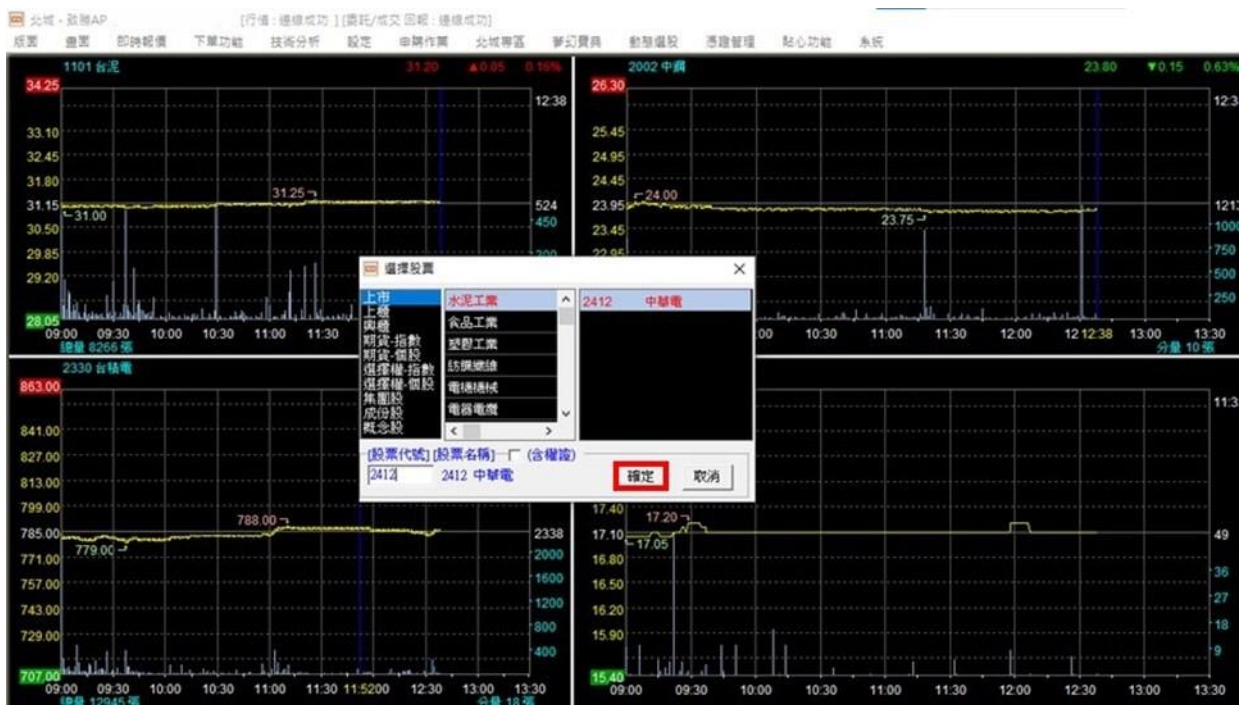 北城 - 致勝AP [行情 : 連線成功 ] [委託/成交 回報 : 連線成功]
版面 畫面 即時報價 下單功能 技術分析 設定 申購作業 北城專區 夢幻寶典 動態選股 憑證管理 貼心功能 系統
1101 台泥 31.20 ▲0.05 0.16%
34.25
12:38
33.10
32.45
31.80
31.25
31.15 524
31.00
450
30.50
29.85
300
29.20
28.05
09:00 09:30 10:00 10:30 11:00 11:30
總量 8266 張
2002 中鋼 23.80 ▼0.15 0.63%
26.30
12:3
25.45
24.95
24.45
24.00
23.95 1213
23.75
1000
23.45
750
22.95
500
250
10:30 11:00 11:30 12:00 12:38 13:00 13:30
分量 10 張
選擇股票
上市
上櫃
興櫃
期貨-指數
期貨-個股
選擇權-指數
選擇權-個股
集團股
成份股
概念股
水泥工業
食品工業
塑膠工業
紡織纖維
電機機械
電器電纜
2412 中華電
[股票代號] [股票名稱] (含權證)
2412 2412 中華電 確定 取消
2330 台積電
863.00
841.00
827.00
813.00
799.00
788.00
785.00 2338
779.00
2000
771.00
1600
757.00
1200
743.00
800
729.00
400
707.00
09:00 09:30 10:00 10:30 11:00 11:30 11:52 12:30 13:00 13:30
總量 12945 張 分量 18 張
11:3
17.40
17.20
17.10 49
17.05
16.80
36
16.50
27
16.20
18
15.90
9
15.40
09:00 09:30 10:00 10:30 11:00 11:30 12:00 12:30 13:00 13:30